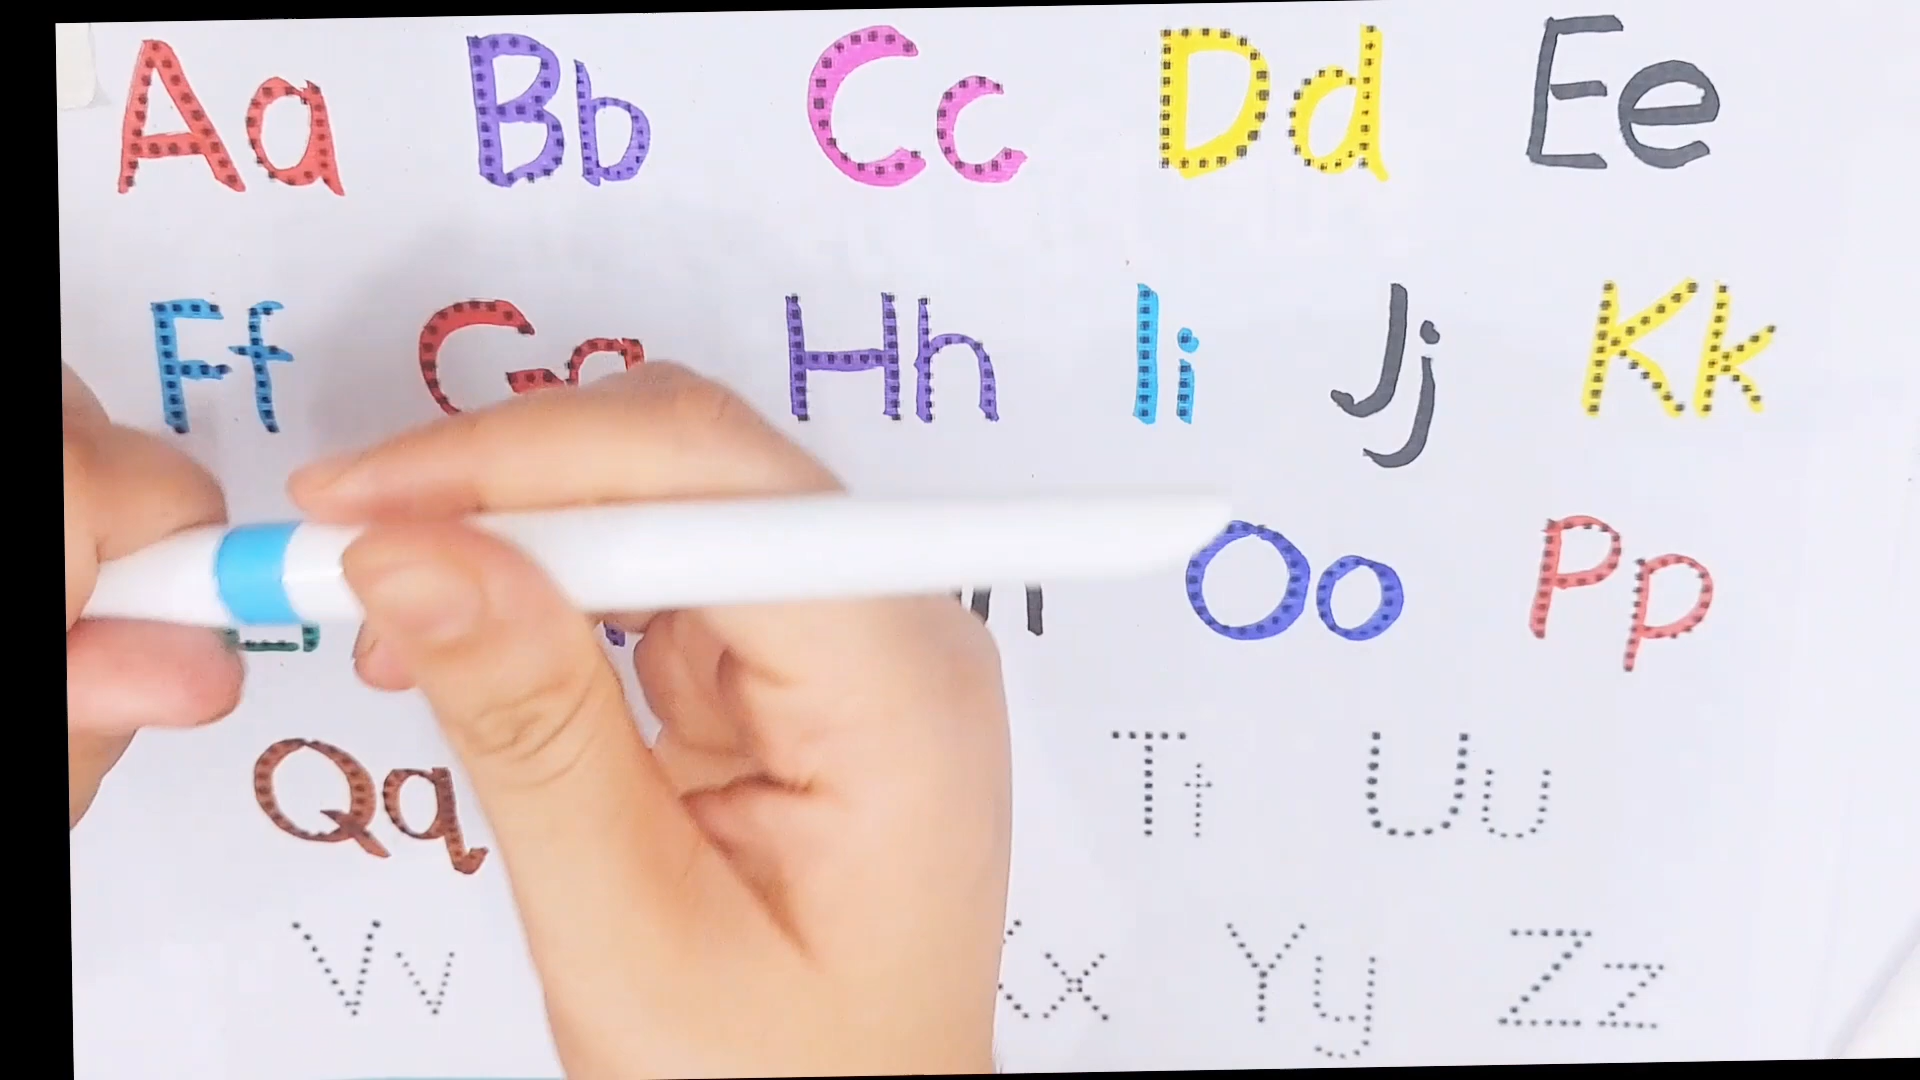 Aa Bb Cc Dd Ee
Ff Gg Hh Ii Jj Kk
Oo Pp
Qq Tt Uu
Vv Xx Yy Zz